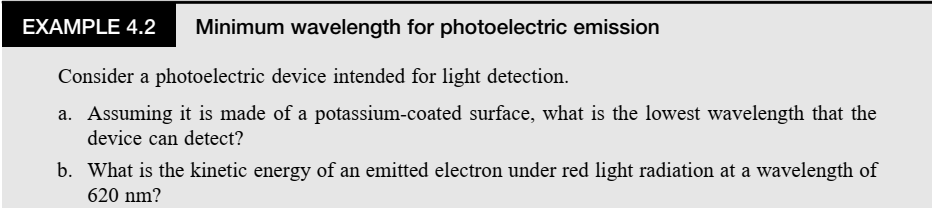 EXAMPLE 4.2 Minimum wavelength for photoelectric emission
Consider a photoelectric device intended for light detection.
a. Assuming it is made of a potassium-coated surface, what is the lowest wavelength that the
device can detect?
b. What is the kinetic energy of an emitted electron under red light radiation at a wavelength of
620 nm?